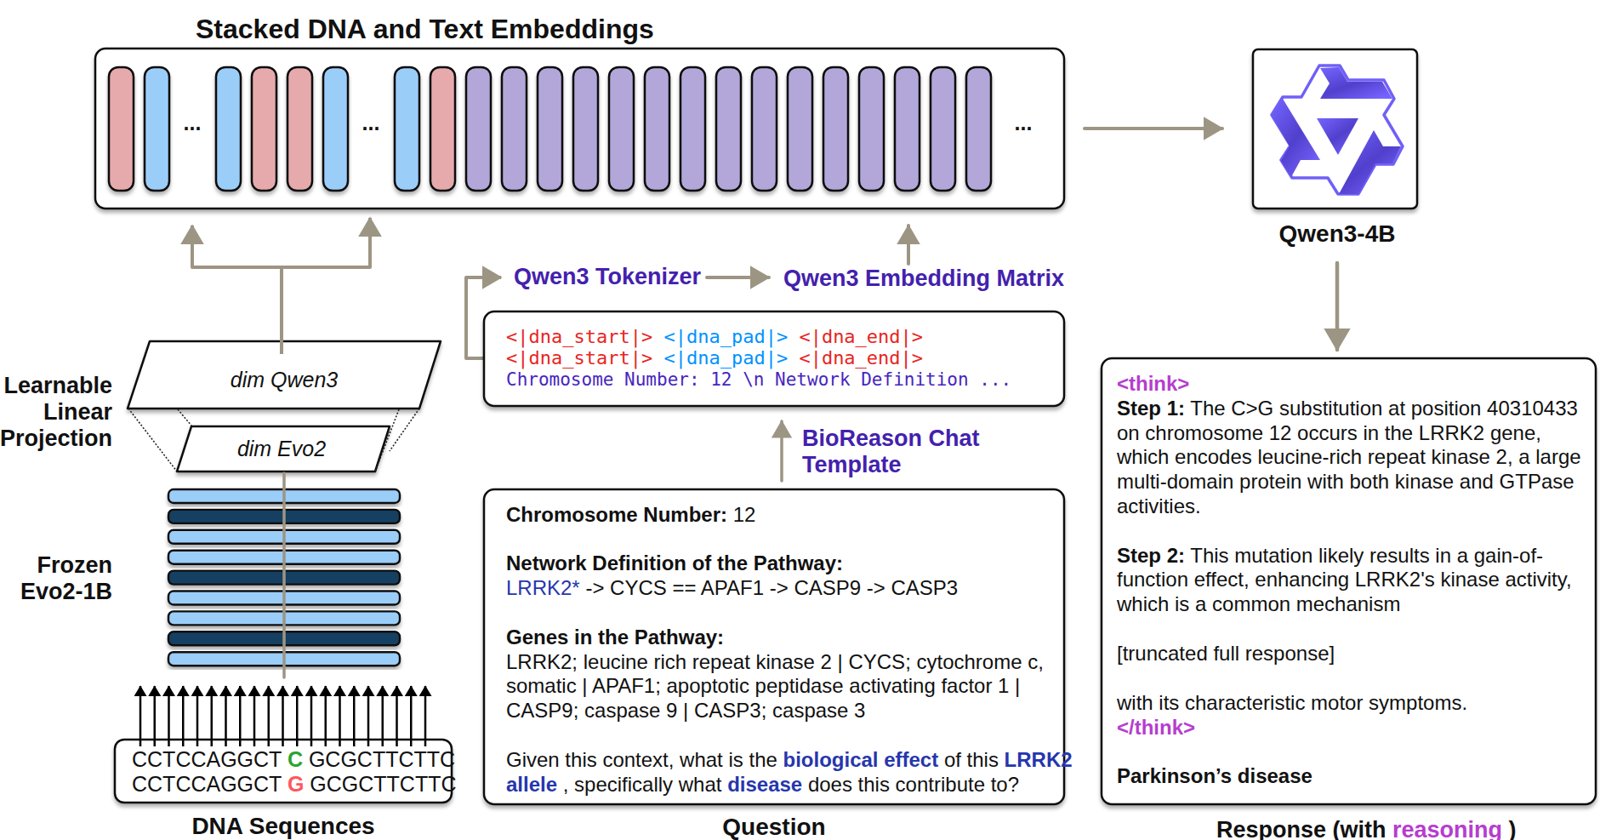 Stacked DNA and Text Embeddings
...
...
...
Qwen3-4B
Qwen3 Tokenizer
Qwen3 Embedding Matrix
<|dna_start|> <|dna_pad|> <|dna_end|>
<|dna_start|> <|dna_pad|> <|dna_end|>
Chromosome Number: 12 \n Network Definition ...
Learnable
Linear
Projection
dim Qwen3
dim Evo2
BioReason Chat
Template
Frozen
Evo2-1B
CCTCCAGGCT C GCGCTTCTTC
CCTCCAGGCT G GCGCTTCTTC
DNA Sequences
Chromosome Number: 12
Network Definition of the Pathway:
LRRK2* -> CYCS == APAF1 -> CASP9 -> CASP3
Genes in the Pathway:
LRRK2; leucine rich repeat kinase 2 | CYCS; cytochrome c,
somatic | APAF1; apoptotic peptidase activating factor 1 |
CASP9; caspase 9 | CASP3; caspase 3
Given this context, what is the biological effect of this LRRK2
allele , specifically what disease does this contribute to?
Question
<think>
Step 1: The C>G substitution at position 40310433
on chromosome 12 occurs in the LRRK2 gene,
which encodes leucine-rich repeat kinase 2, a large
multi-domain protein with both kinase and GTPase
activities.
Step 2: This mutation likely results in a gain-of-
function effect, enhancing LRRK2's kinase activity,
which is a common mechanism
[truncated full response]
with its characteristic motor symptoms.
</think>
Parkinson’s disease
Response (with reasoning )